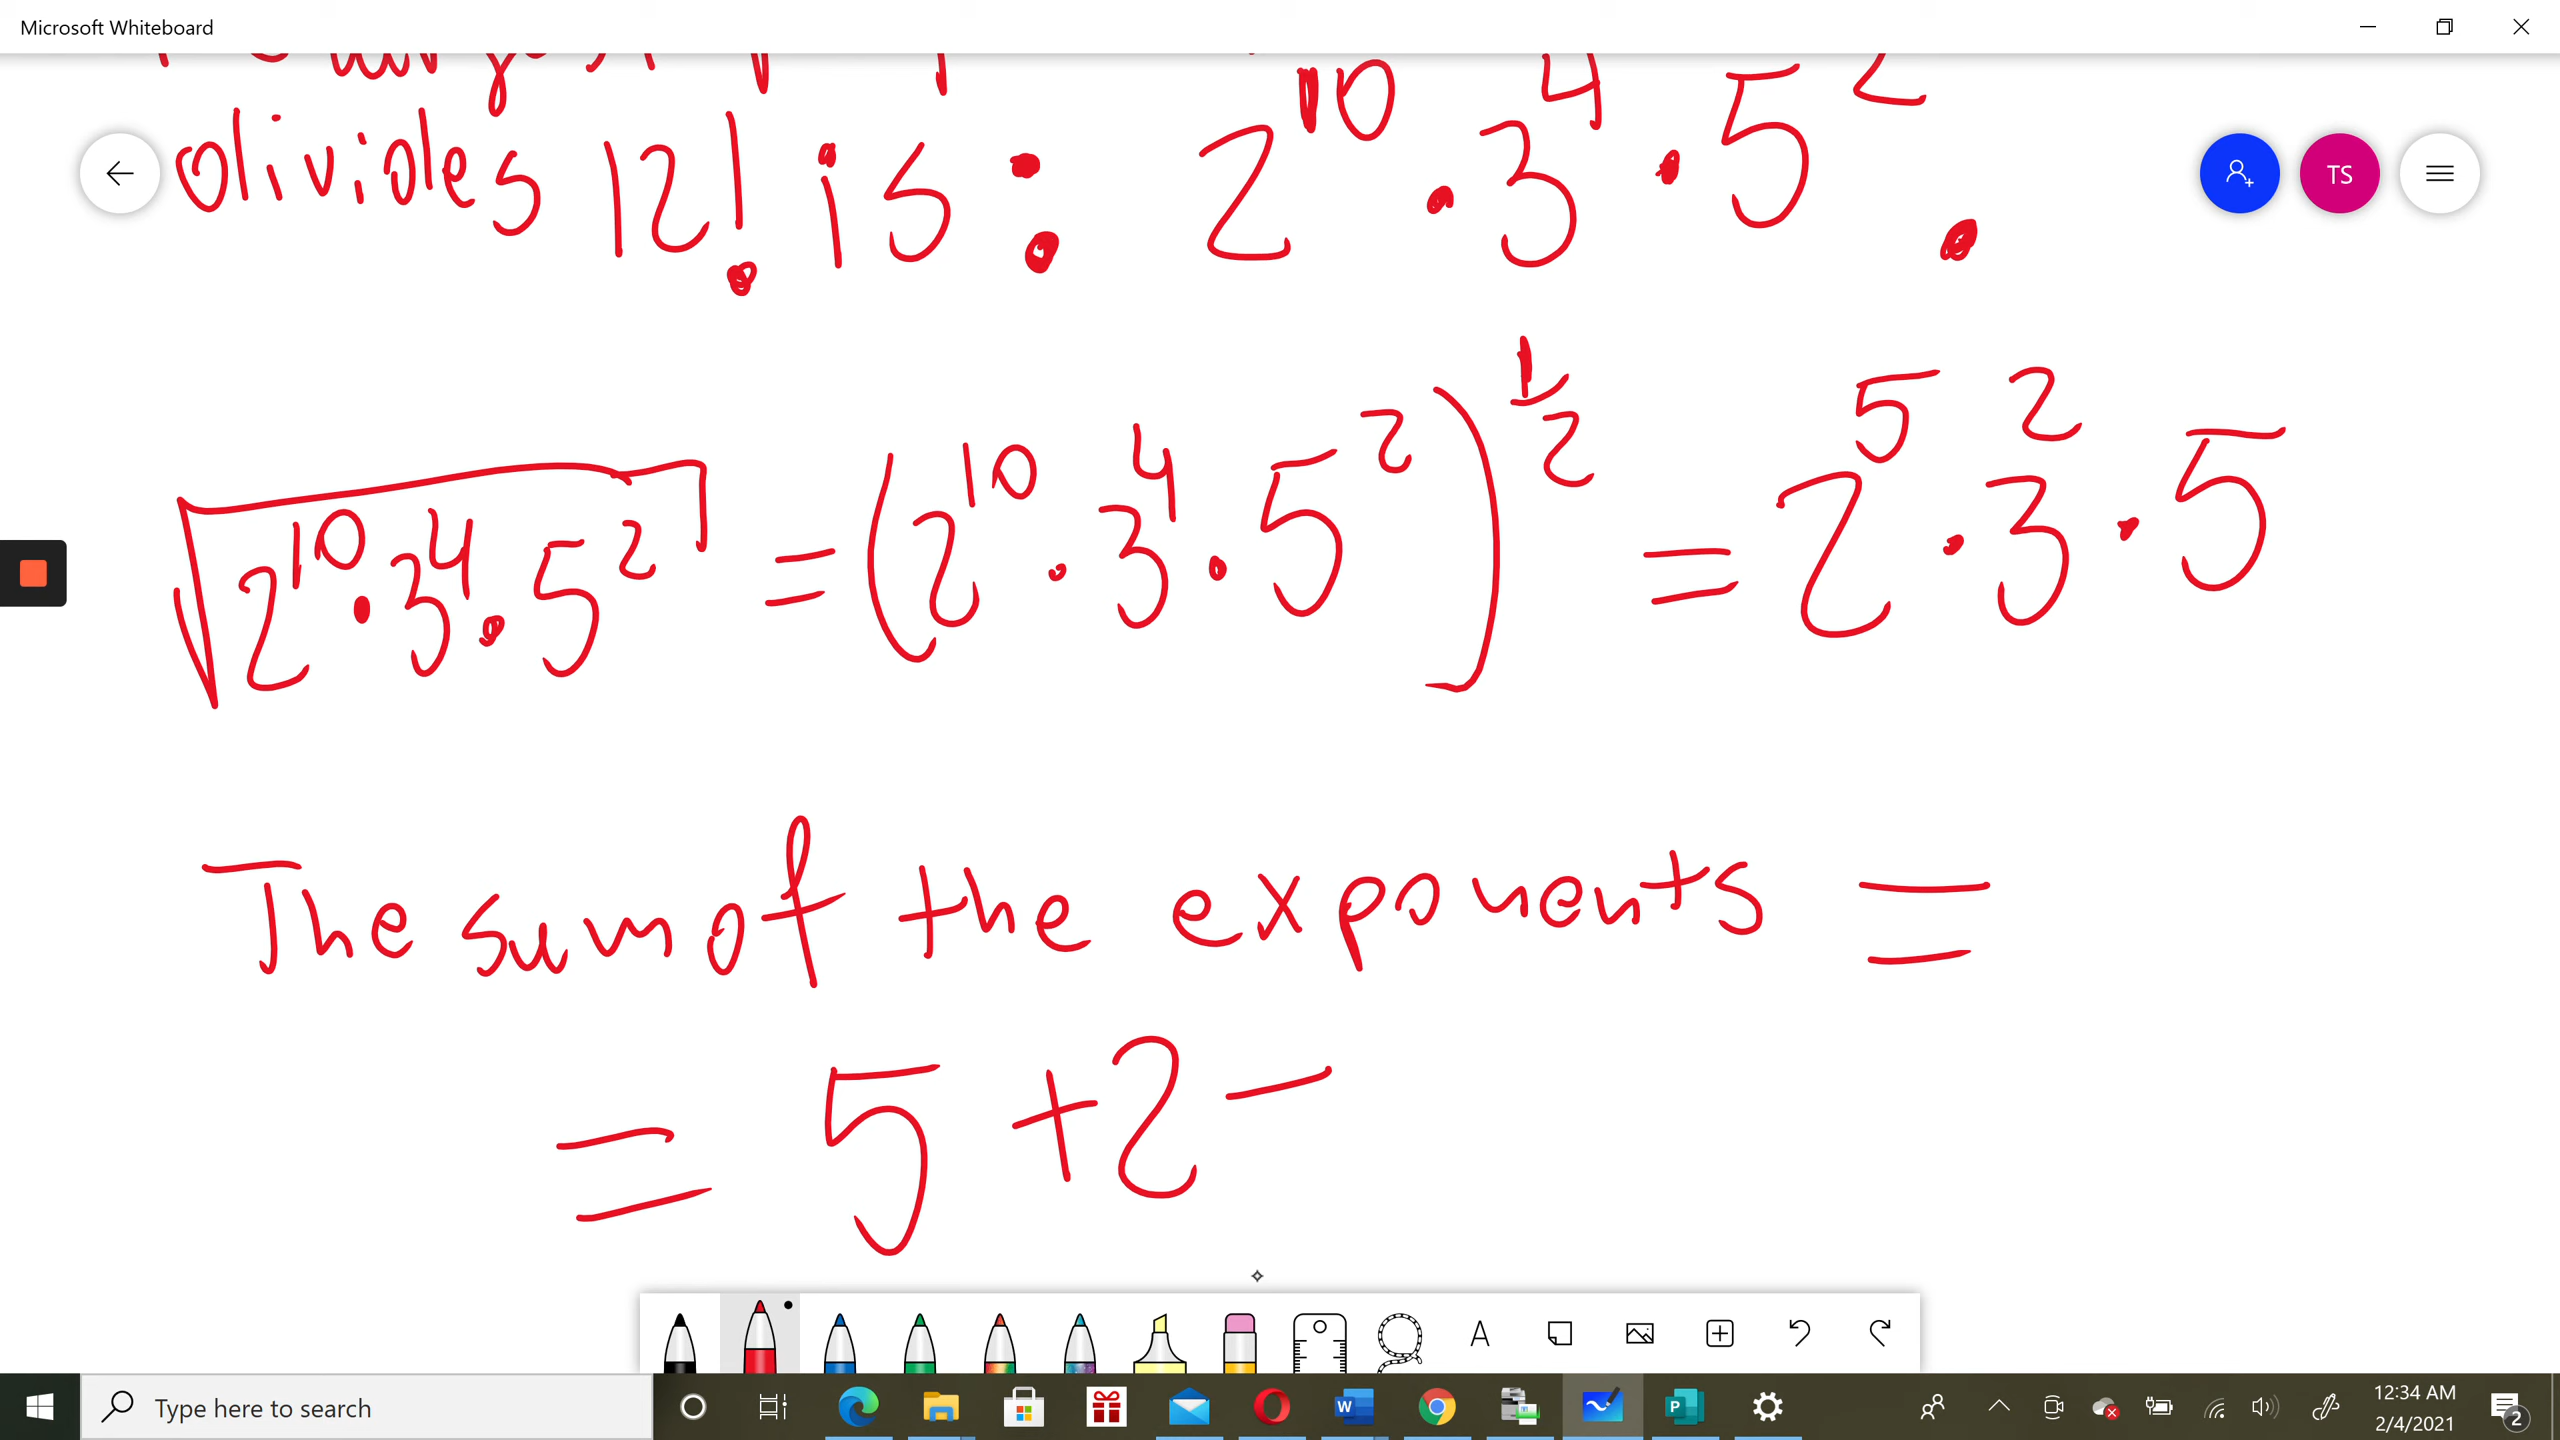 Microsoft Whiteboard
divides 12! is: 2^10 · 3^4 · 5^2.
TS
√2^10 · 3^4 · 5^2 = (2^10 · 3^4 · 5^2)^1/2 = 2^5 · 3^2 · 5
The sum of the exponents =
= 5 + 2 –
A
Type here to search
W
P
12:34 AM
2/4/2021
2